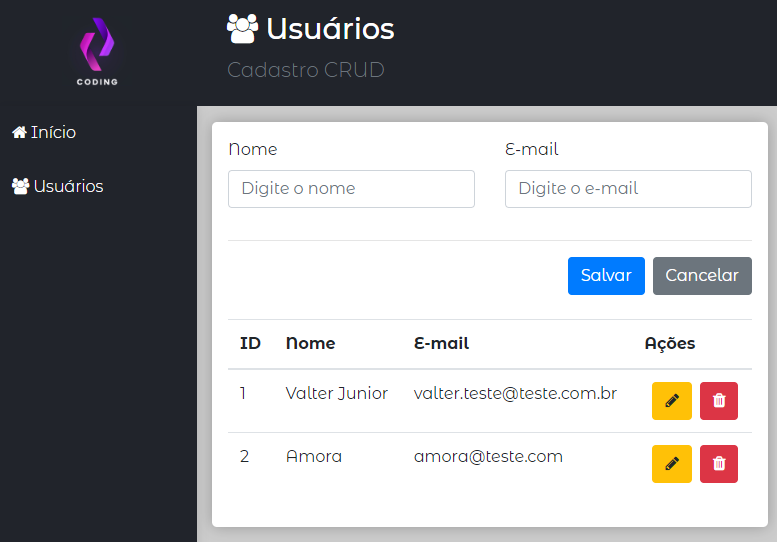 CODING
Usuários
Cadastro CRUD
Início
Usuários
Nome E-mail
Digite o nome Digite o e-mail
Salvar Cancelar
ID Nome E-mail Ações
1 Valter Junior valter.teste@teste.com.br
2 Amora amora@teste.com